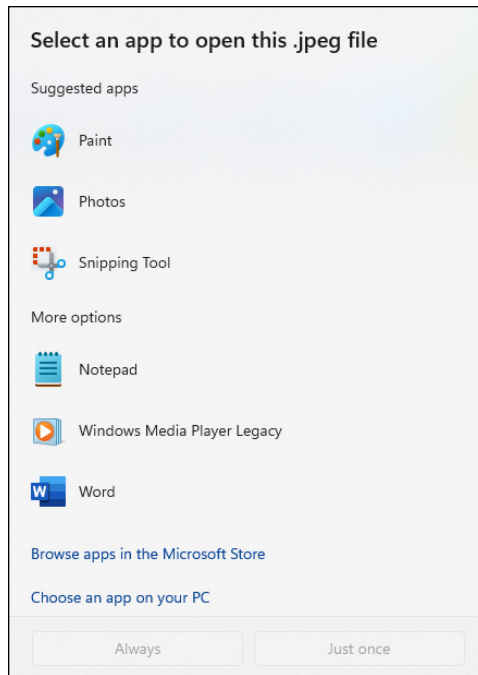 Select an app to open this .jpeg file
Suggested apps
Paint
Photos
Snipping Tool
More options
Notepad
Windows Media Player Legacy
W Word
Browse apps in the Microsoft Store
Choose an app on your PC
Always Just once